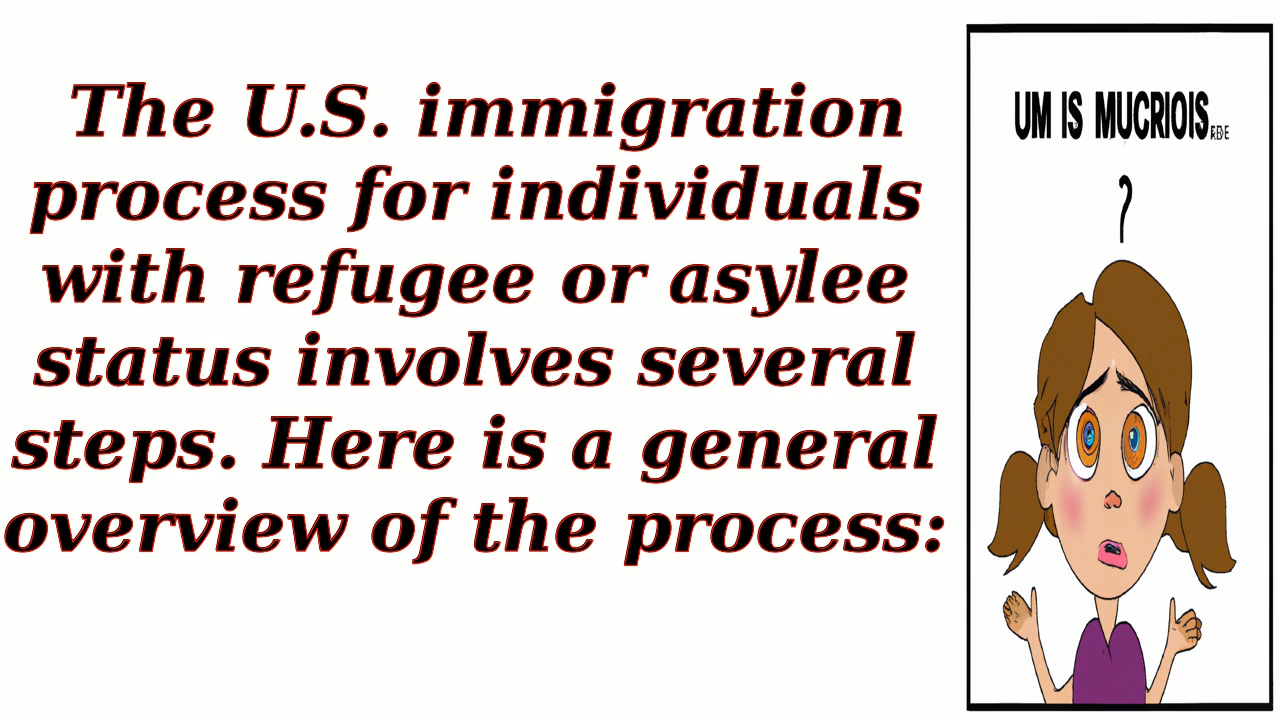 The U.S. immigration
process for individuals
with refugee or asylee
status involves several
steps. Here is a general
overview of the process:
UM IS MUCRIOIS.
?